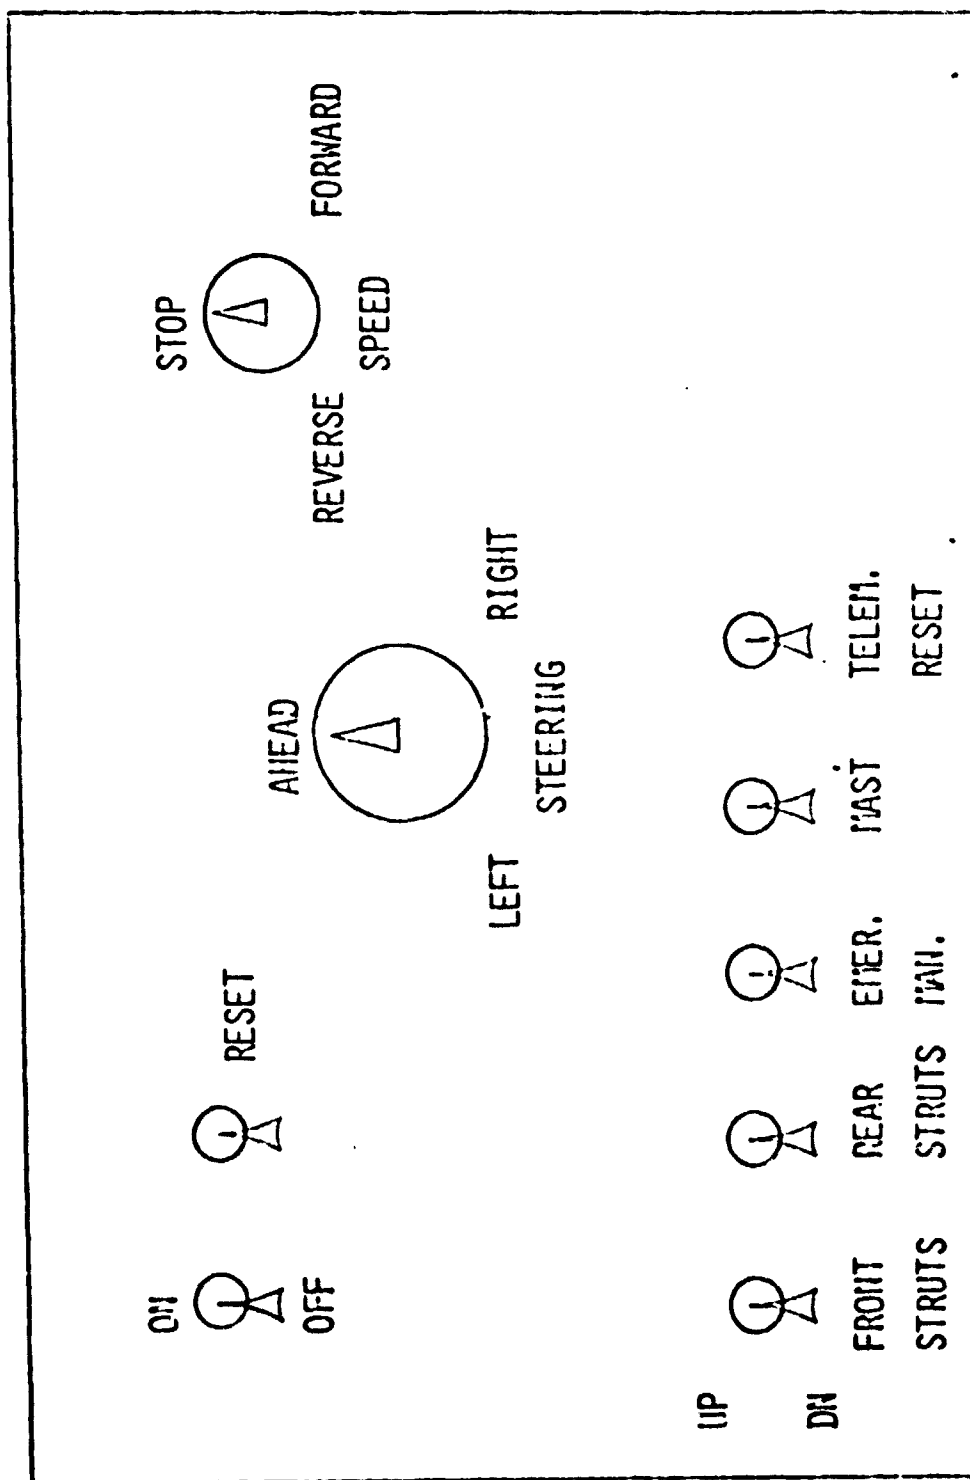 ON
OFF
RESET
AHEAD
LEFT
RIGHT
STEERING
STOP
REVERSE
FORWARD
SPEED
UP
DN
FRONT STRUTS
REAR STRUTS
EMER. MAN.
MAST
TELEM. RESET